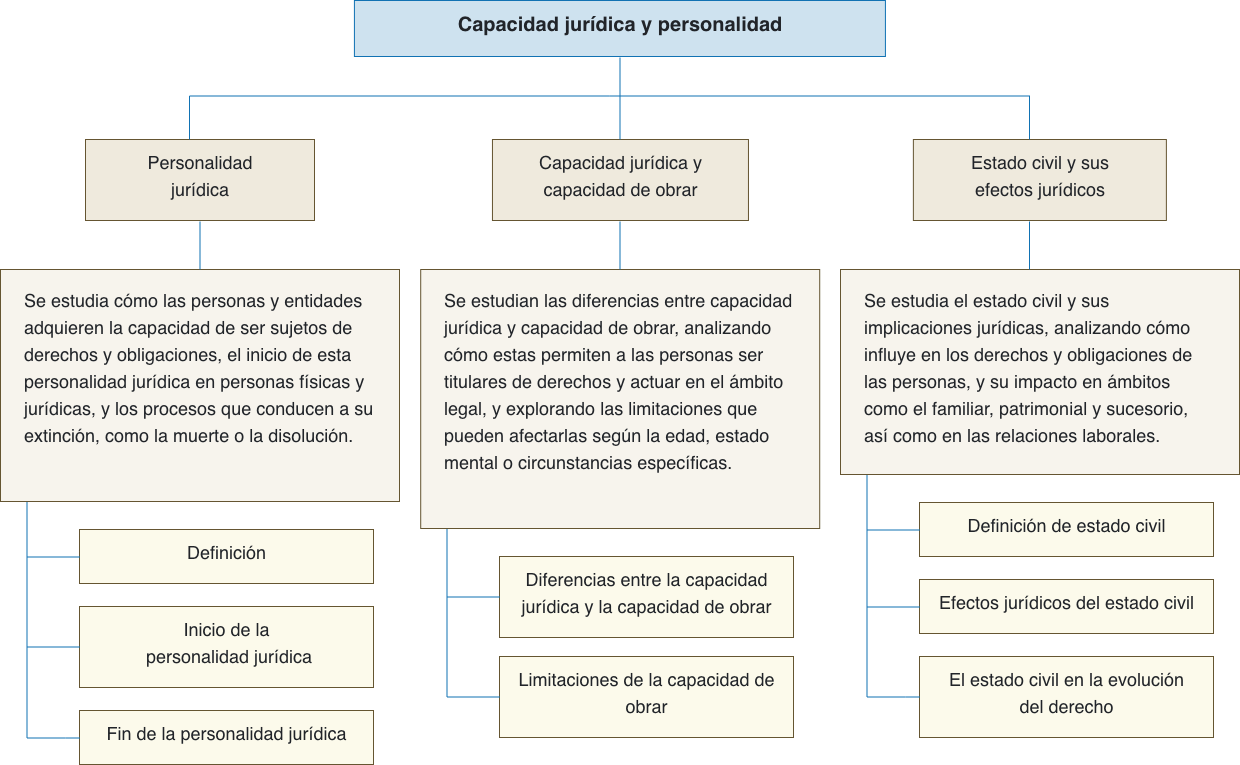 Capacidad jurídica y personalidad
Personalidad
jurídica
Se estudia cómo las personas y entidades
adquieren la capacidad de ser sujetos de
derechos y obligaciones, el inicio de esta
personalidad jurídica en personas físicas y
jurídicas, y los procesos que conducen a su
extinción, como la muerte o la disolución.
Definición
Inicio de la
personalidad jurídica
Fin de la personalidad jurídica
Capacidad jurídica y
capacidad de obrar
Se estudian las diferencias entre capacidad
jurídica y capacidad de obrar, analizando
cómo estas permiten a las personas ser
titulares de derechos y actuar en el ámbito
legal, y explorando las limitaciones que
pueden afectarlas según la edad, estado
mental o circunstancias específicas.
Diferencias entre la capacidad
jurídica y la capacidad de obrar
Limitaciones de la capacidad de
obrar
Estado civil y sus
efectos jurídicos
Se estudia el estado civil y sus
implicaciones jurídicas, analizando cómo
influye en los derechos y obligaciones de
las personas, y su impacto en ámbitos
como el familiar, patrimonial y sucesorio,
así como en las relaciones laborales.
Definición de estado civil
Efectos jurídicos del estado civil
El estado civil en la evolución
del derecho